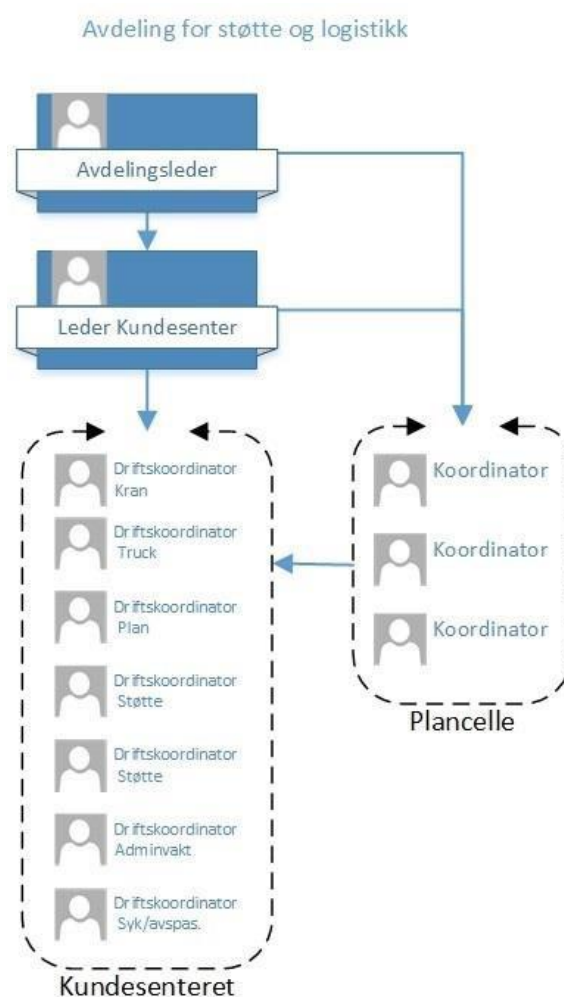 Avdeling for støtte og logistikk
Avdelingsleder
Leder Kundesenter
Driftskoordinator
Kran
Driftskoordinator
Truck
Driftskoordinator
Plan
Driftskoordinator
Støtte
Driftskoordinator
Støtte
Driftskoordinator
Adminvakt
Driftskoordinator
Syk/avspas.
Kundesenteret
Koordinator
Koordinator
Koordinator
Plancelle